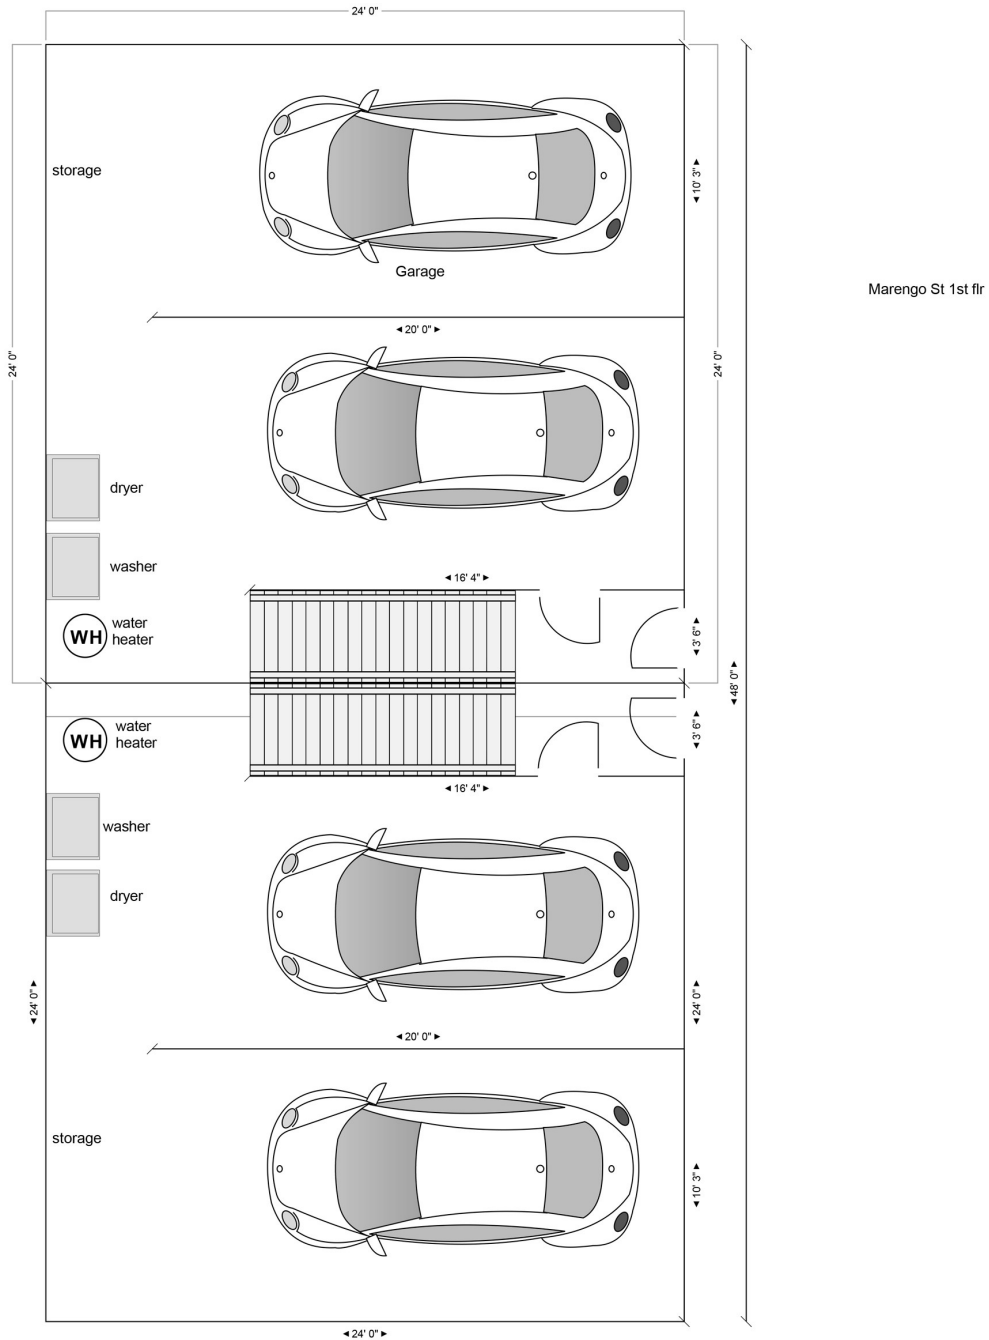 24' 0"
storage
10' 3"
Garage
Marengo St 1st flr
20' 0"
24' 0"
24' 0"
dryer
washer
16' 4"
water
heater
WH
3' 6"
48' 0"
water
heater
WH
3' 6"
16' 4"
washer
dryer
24' 0"
24' 0"
20' 0"
storage
10' 3"
24' 0"